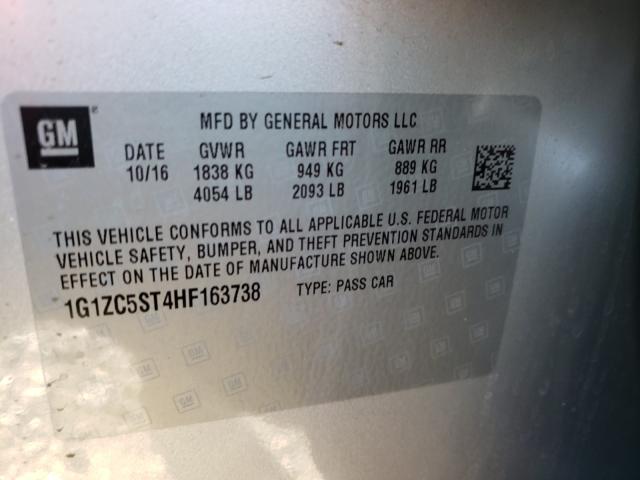 GM
MFD BY GENERAL MOTORS LLC
DATE GVWR GAWR FRT GAWR RR
10/16 1838 KG 949 KG 889 KG
4054 LB 2093 LB 1961 LB
THIS VEHICLE CONFORMS TO ALL APPLICABLE U.S. FEDERAL MOTOR
VEHICLE SAFETY, BUMPER, AND THEFT PREVENTION STANDARDS IN
EFFECT ON THE DATE OF MANUFACTURE SHOWN ABOVE.
1G1ZC5ST4HF163738 TYPE: PASS CAR